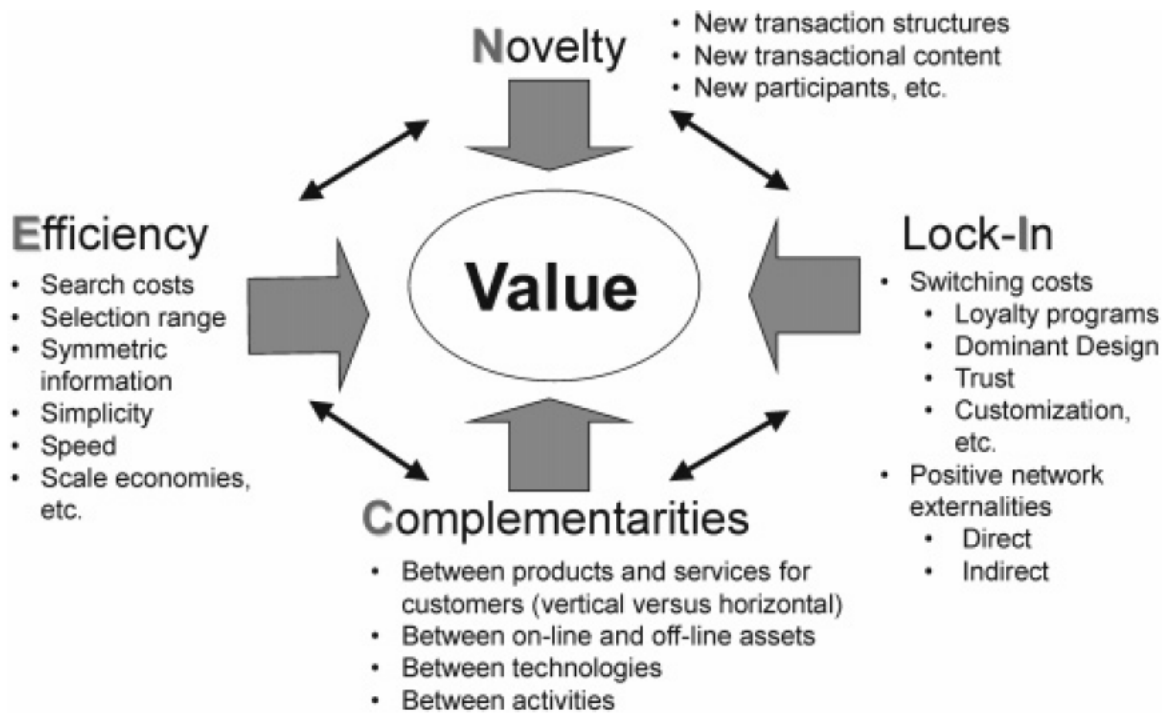 Novelty
• New transaction structures
• New transactional content
• New participants, etc.
Efficiency
• Search costs
• Selection range
• Symmetric
information
• Simplicity
• Speed
• Scale economies,
etc.
Value
Lock-In
• Switching costs
• Loyalty programs
• Dominant Design
• Trust
• Customization,
etc.
• Positive network
externalities
• Direct
• Indirect
Complementarities
• Between products and services for
customers (vertical versus horizontal)
• Between on-line and off-line assets
• Between technologies
• Between activities